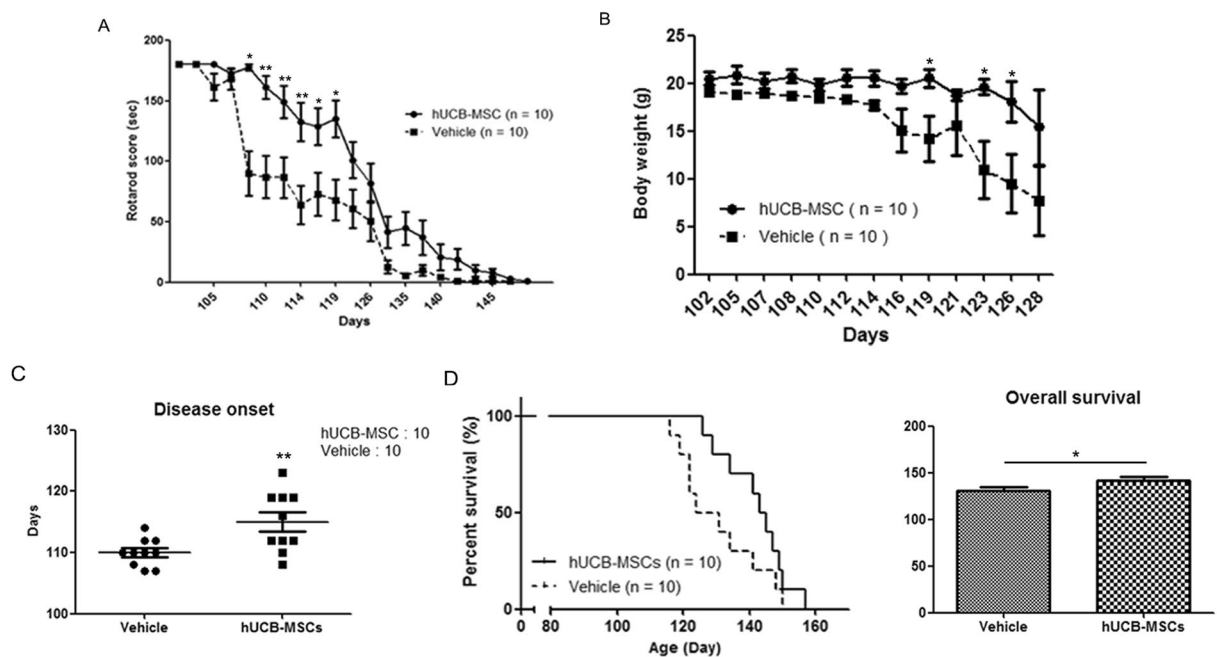 A
Rotarod score (sec)
200
150
100
50
0
* ** ** ** * *
hUCB-MSC (n = 10)
Vehicle (n = 10)
105 110 114 119 126 135 140 145
Days
B
Body weight (g)
25
20
15
10
5
0
* * *
hUCB-MSC ( n = 10 )
Vehicle ( n = 10 )
102 105 107 108 110 112 114 116 119 121 123 126 128
Days
C
Disease onset
hUCB-MSC : 10
Vehicle : 10
Days
130
120
110
100
**
Vehicle hUCB-MSCs
D
Percent survival (%)
100
50
0
hUCB-MSCs (n = 10)
Vehicle (n = 10)
0 80 100 120 140 160
Age (Day)
Overall survival
200
150
100
50
0
*
Vehicle hUCB-MSCs